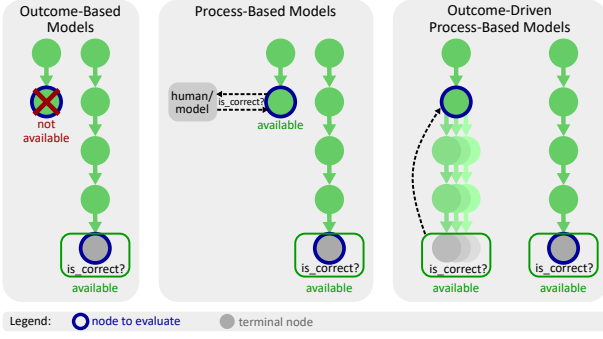 Outcome-Based
Models
not
available
is_correct?
available
Process-Based Models
human/
model
is_correct?
available
is_correct?
available
Outcome-Driven
Process-Based Models
is_correct?
available
is_correct?
available
Legend:
node to evaluate
terminal node